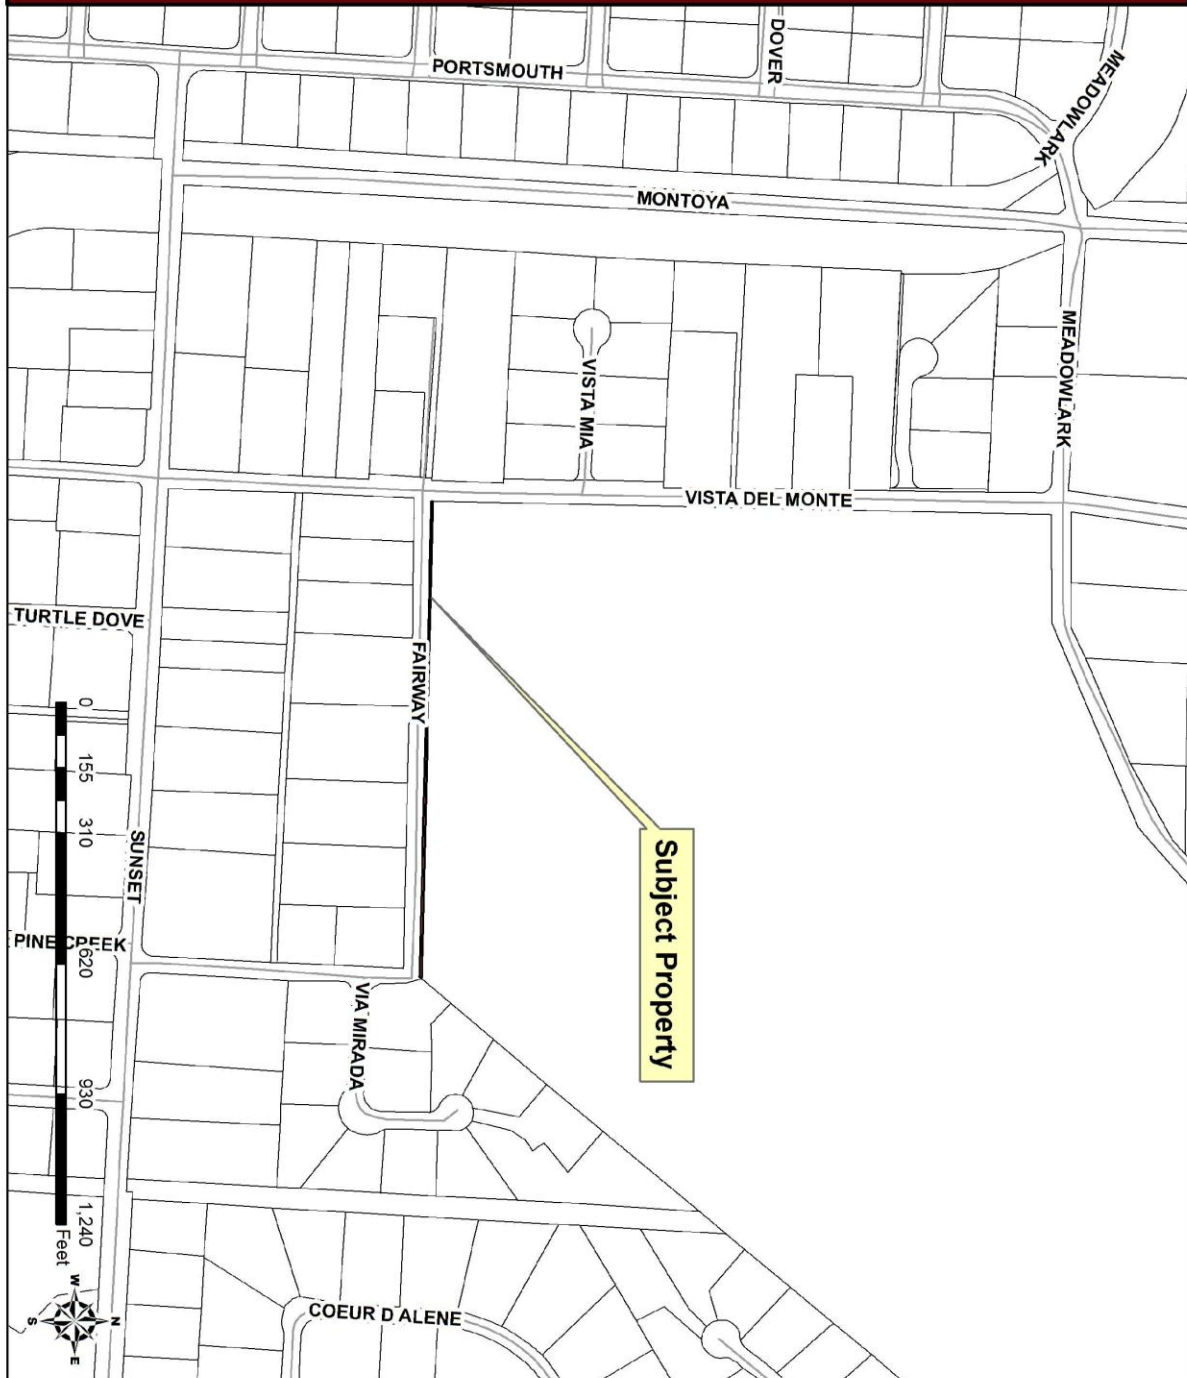 DOVER
PORTSMOUTH
MEADOWLARK
MONTOYA
MEADOWLARK
VISTA MIA
VISTA DEL MONTE
TURTLE DOVE
FAIRWAY
Subject Property
SUNSET
PINE CREEK
VIA MIRADA
COEUR D ALENE
0 155 310 620 930 1,240
Feet
W
N
S
E